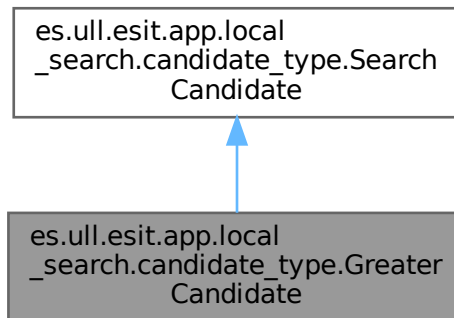 es.ull.esit.app.local
_search.candidate_type.Search
Candidate
es.ull.esit.app.local
_search.candidate_type.Greater
Candidate